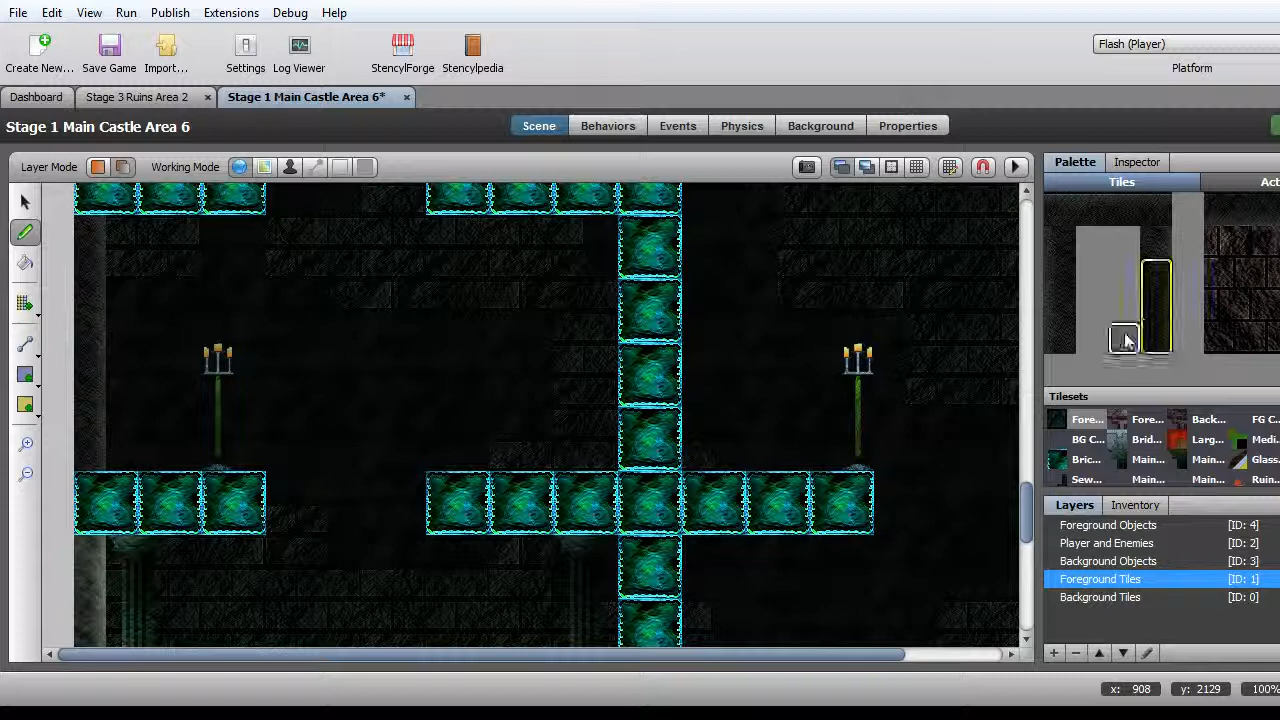 File Edit View Run Publish Extensions Debug Help
Create New... Save Game Import... Settings Log Viewer StencylForge Stencylpedia
Flash (Player)
Platform
Dashboard Stage 3 Ruins Area 2 × Stage 1 Main Castle Area 6* ×
Stage 1 Main Castle Area 6
Scene Behaviors Events Physics Background Properties
Layer Mode Working Mode
Palette Inspector
Tiles Act
Tilesets
Fore... Fore... Back... FG C
BG C... Brid... Larg... Medi
Bric... Main... Main... Glass
Sew... Main... Main... Ruin
Layers Inventory
Foreground Objects [ID: 4]
Player and Enemies [ID: 2]
Background Objects [ID: 3]
Foreground Tiles [ID: 1]
Background Tiles [ID: 0]
x: 908 y: 2129 100%